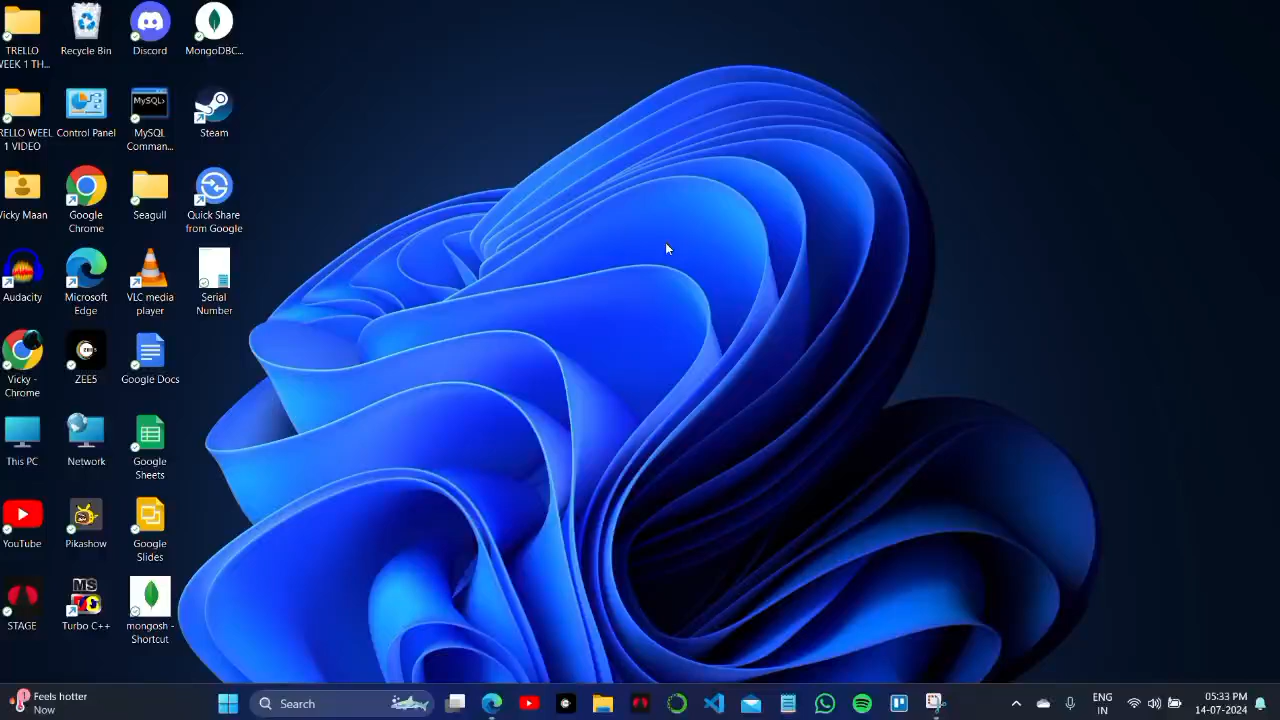 TRELLO
WEEK 1 TH...
Recycle Bin
Discord
MongoDBC...
RELLO WEEL
1 VIDEO
Control Panel
MySQL
Comman...
Steam
Vicky Maan
Google
Chrome
Seagull
Quick Share
from Google
Audacity
Microsoft
Edge
VLC media
player
Serial
Number
Vicky -
Chrome
ZEE5
Google Docs
This PC
Network
Google
Sheets
YouTube
Pikashow
Google
Slides
STAGE
MS
Turbo C++
mongosh -
Shortcut
MySQL>
Feels hotter
Now
Search
ENG
IN
05:33 PM
14-07-2024